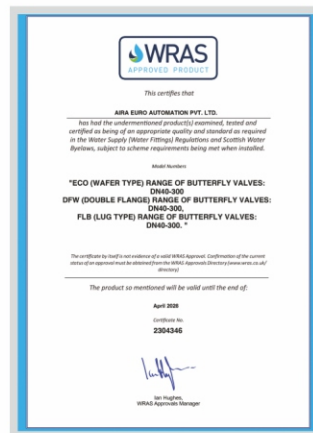 WRAS
APPROVED PRODUCT
This certifies that
AIRA EURO AUTOMATION PVT. LTD.
has had the undermentioned product(s) examined, tested and
certified as being of an appropriate quality and standard as required
in the Water Supply (Water Fittings) Regulations and Scottish Water
Byelaws, subject to scheme requirements being met when installed.
Model Numbers
"ECO (WAFER TYPE) RANGE OF BUTTERFLY VALVES:
DN40-300
DFW (DOUBLE FLANGE) RANGE OF BUTTERFLY VALVES:
DN40-300,
FLB (LUG TYPE) RANGE OF BUTTERFLY VALVES:
DN40-300. "
The certificate by itself is not evidence of a valid WRAS Approval. Confirmation of the current
status of an approval must be obtained from the WRAS Approvals Directory (www.wras.co.uk/
directory)
The product so mentioned will be valid until the end of:
April 2028
Certificate No.
2304346
Ian Hughes,
WRAS Approvals Manager